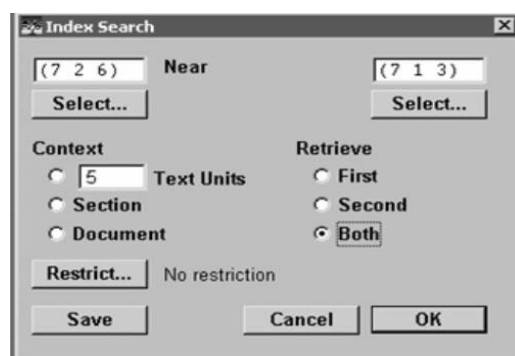 Index Search
(7 2 6) Near (7 1 3)
Select... Select...
Context Retrieve
5 Text Units First
Section Second
Document Both
Restrict... No restriction
Save Cancel OK